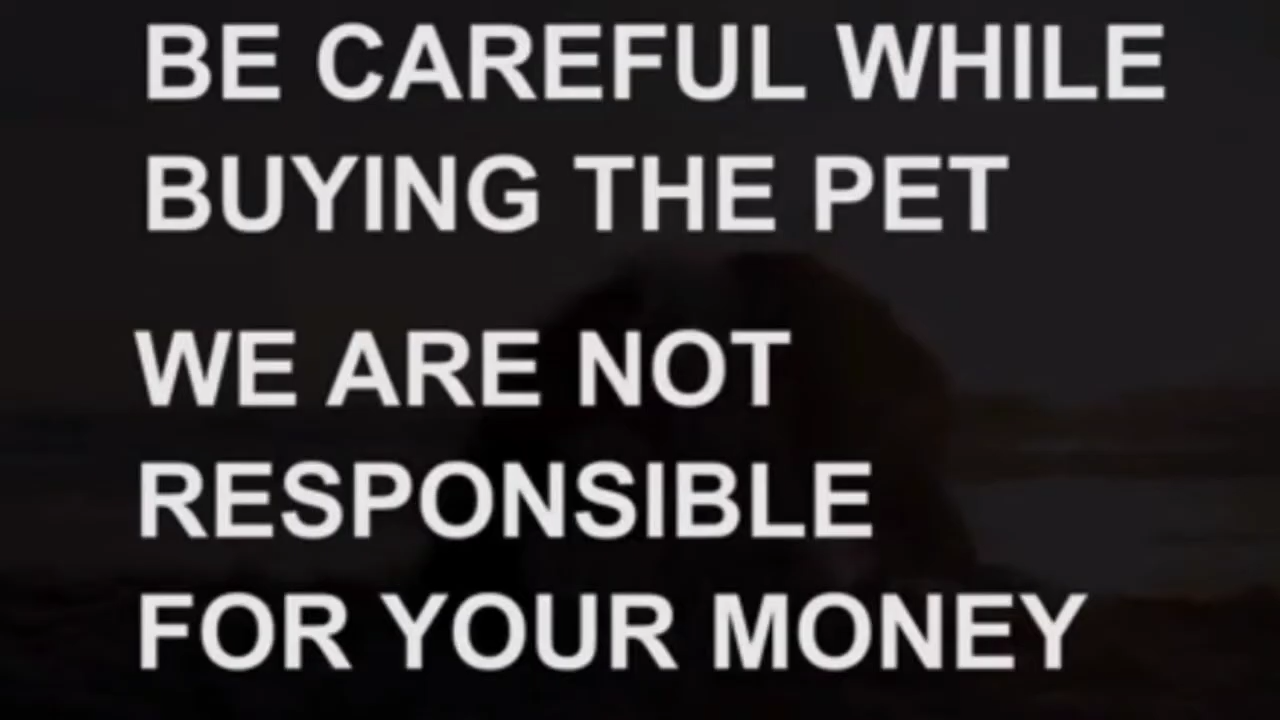 BE CAREFUL WHILE
BUYING THE PET
WE ARE NOT
RESPONSIBLE
FOR YOUR MONEY